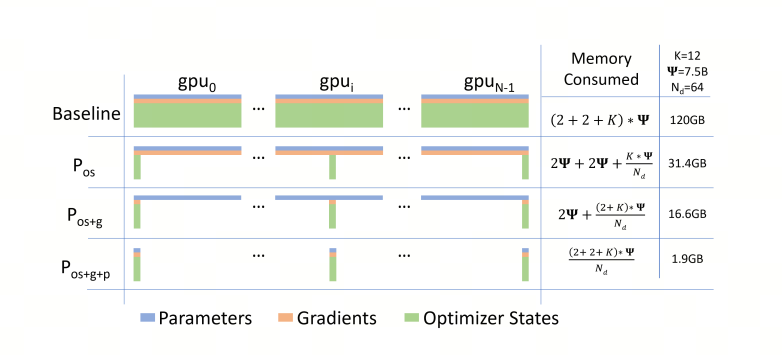 gpu0 gpui gpuN-1 Memory Consumed K=12 Ψ=7.5B Nd=64
Baseline ... ... (2 + 2 + K) * Ψ 120GB
Pos ... ... 2Ψ + 2Ψ + K * Ψ / Nd 31.4GB
Pos+g ... ... 2Ψ + (2+K) * Ψ / Nd 16.6GB
Pos+g+p ... ... (2+2+K) * Ψ / Nd 1.9GB
Parameters Gradients Optimizer States